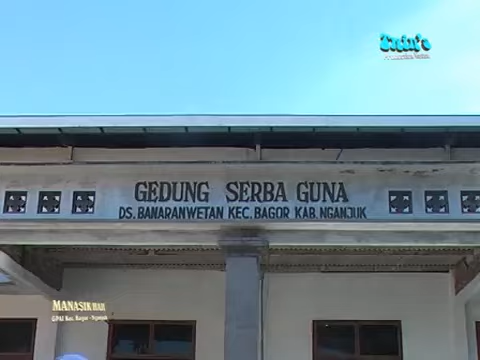 GEDUNG SERBA GUNA
DS. BANARANWETAN KEC. BAGOR KAB. NGANJUK
MANASIK HAJI